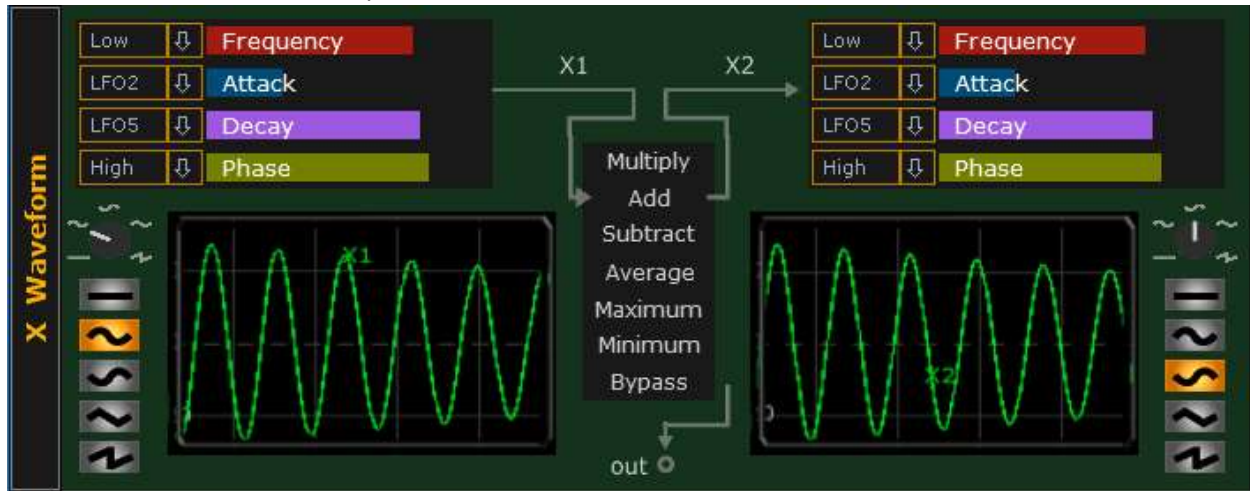 X Waveform
Low Frequency
LFO2 Attack
LFO5 Decay
High Phase
X1 X2
Low Frequency
LFO2 Attack
LFO5 Decay
High Phase
Multiply
Add
Subtract
Average
Maximum
Minimum
Bypass
out
X1
X2